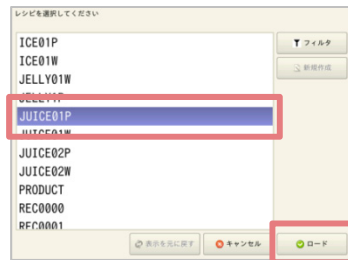 レシピを選択してください
ICE01P
ICE01W
JELLY01W
JUICE01P
JUICE01W
JUICE02P
JUICE02W
PRODUCT
REC0000
REC0001
フィルタ
新規作成
表示を元に戻す
キャンセル
ロード